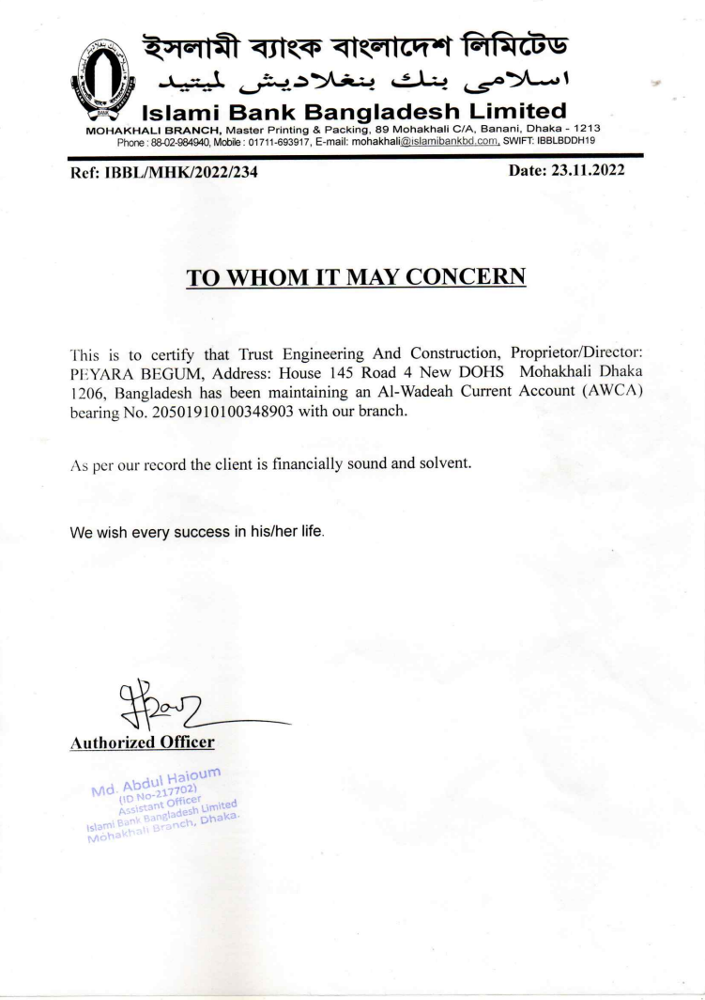 ইসলামী ব্যাংক বাংলাদেশ লিমিটেড
اسلامى بنك بنغلاديش لميتيد
Islami Bank Bangladesh Limited
MOHAKHALI BRANCH, Master Printing & Packing, 89 Mohakhali C/A, Banani, Dhaka - 1213
Phone : 88-02-984940, Mobile : 01711-693917, E-mail: mohakhali@islamibankbd.com, SWIFT: IBBLBDDH19
Ref: IBBL/MHK/2022/234
Date: 23.11.2022
TO WHOM IT MAY CONCERN
This is to certify that Trust Engineering And Construction, Proprietor/Director:
PEYARA BEGUM, Address: House 145 Road 4 New DOHS Mohakhali Dhaka
1206, Bangladesh has been maintaining an Al-Wadeah Current Account (AWCA)
bearing No. 20501910100348903 with our branch.
As per our record the client is financially sound and solvent.
We wish every success in his/her life.
Authorized Officer
Md. Abdul Haioum
(ID No-217702)
Assistant Officer
Islami Bank Bangladesh Limited
Mohakhali Branch, Dhaka.